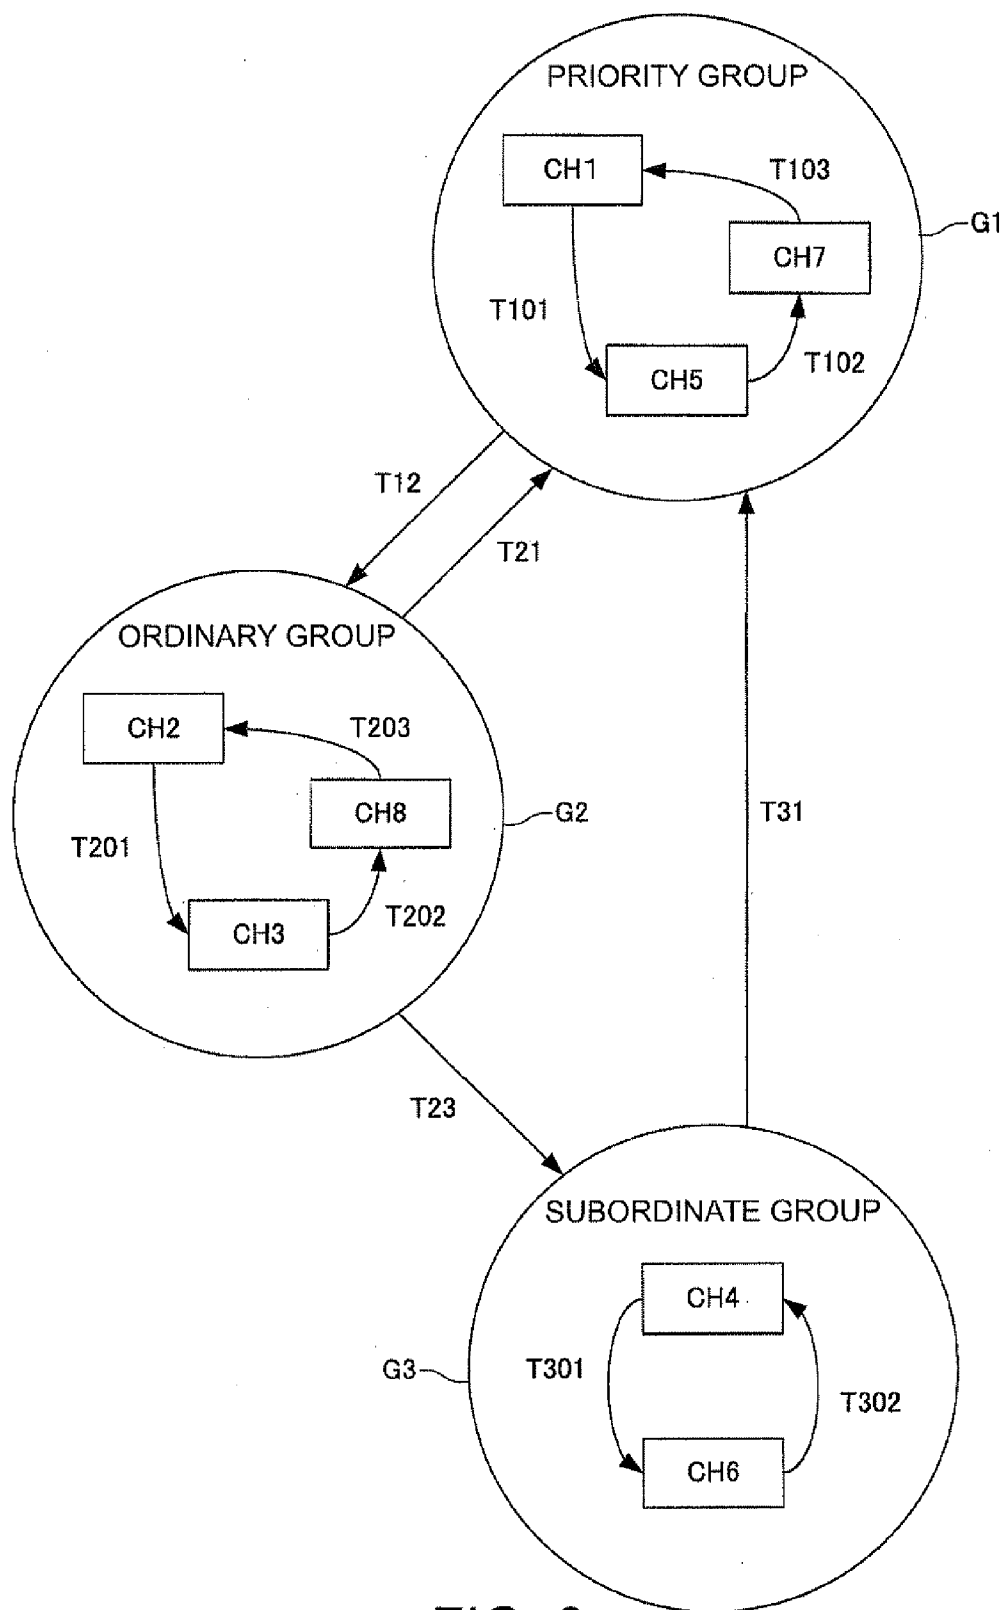 PRIORITY GROUP
CH1
T103
G1
CH7
T101
T102
CH5
T12
T21
ORDINARY GROUP
CH2
T203
CH8
G2
T31
T201
T202
CH3
T23
SUBORDINATE GROUP
CH4
G3
T301
T302
CH6